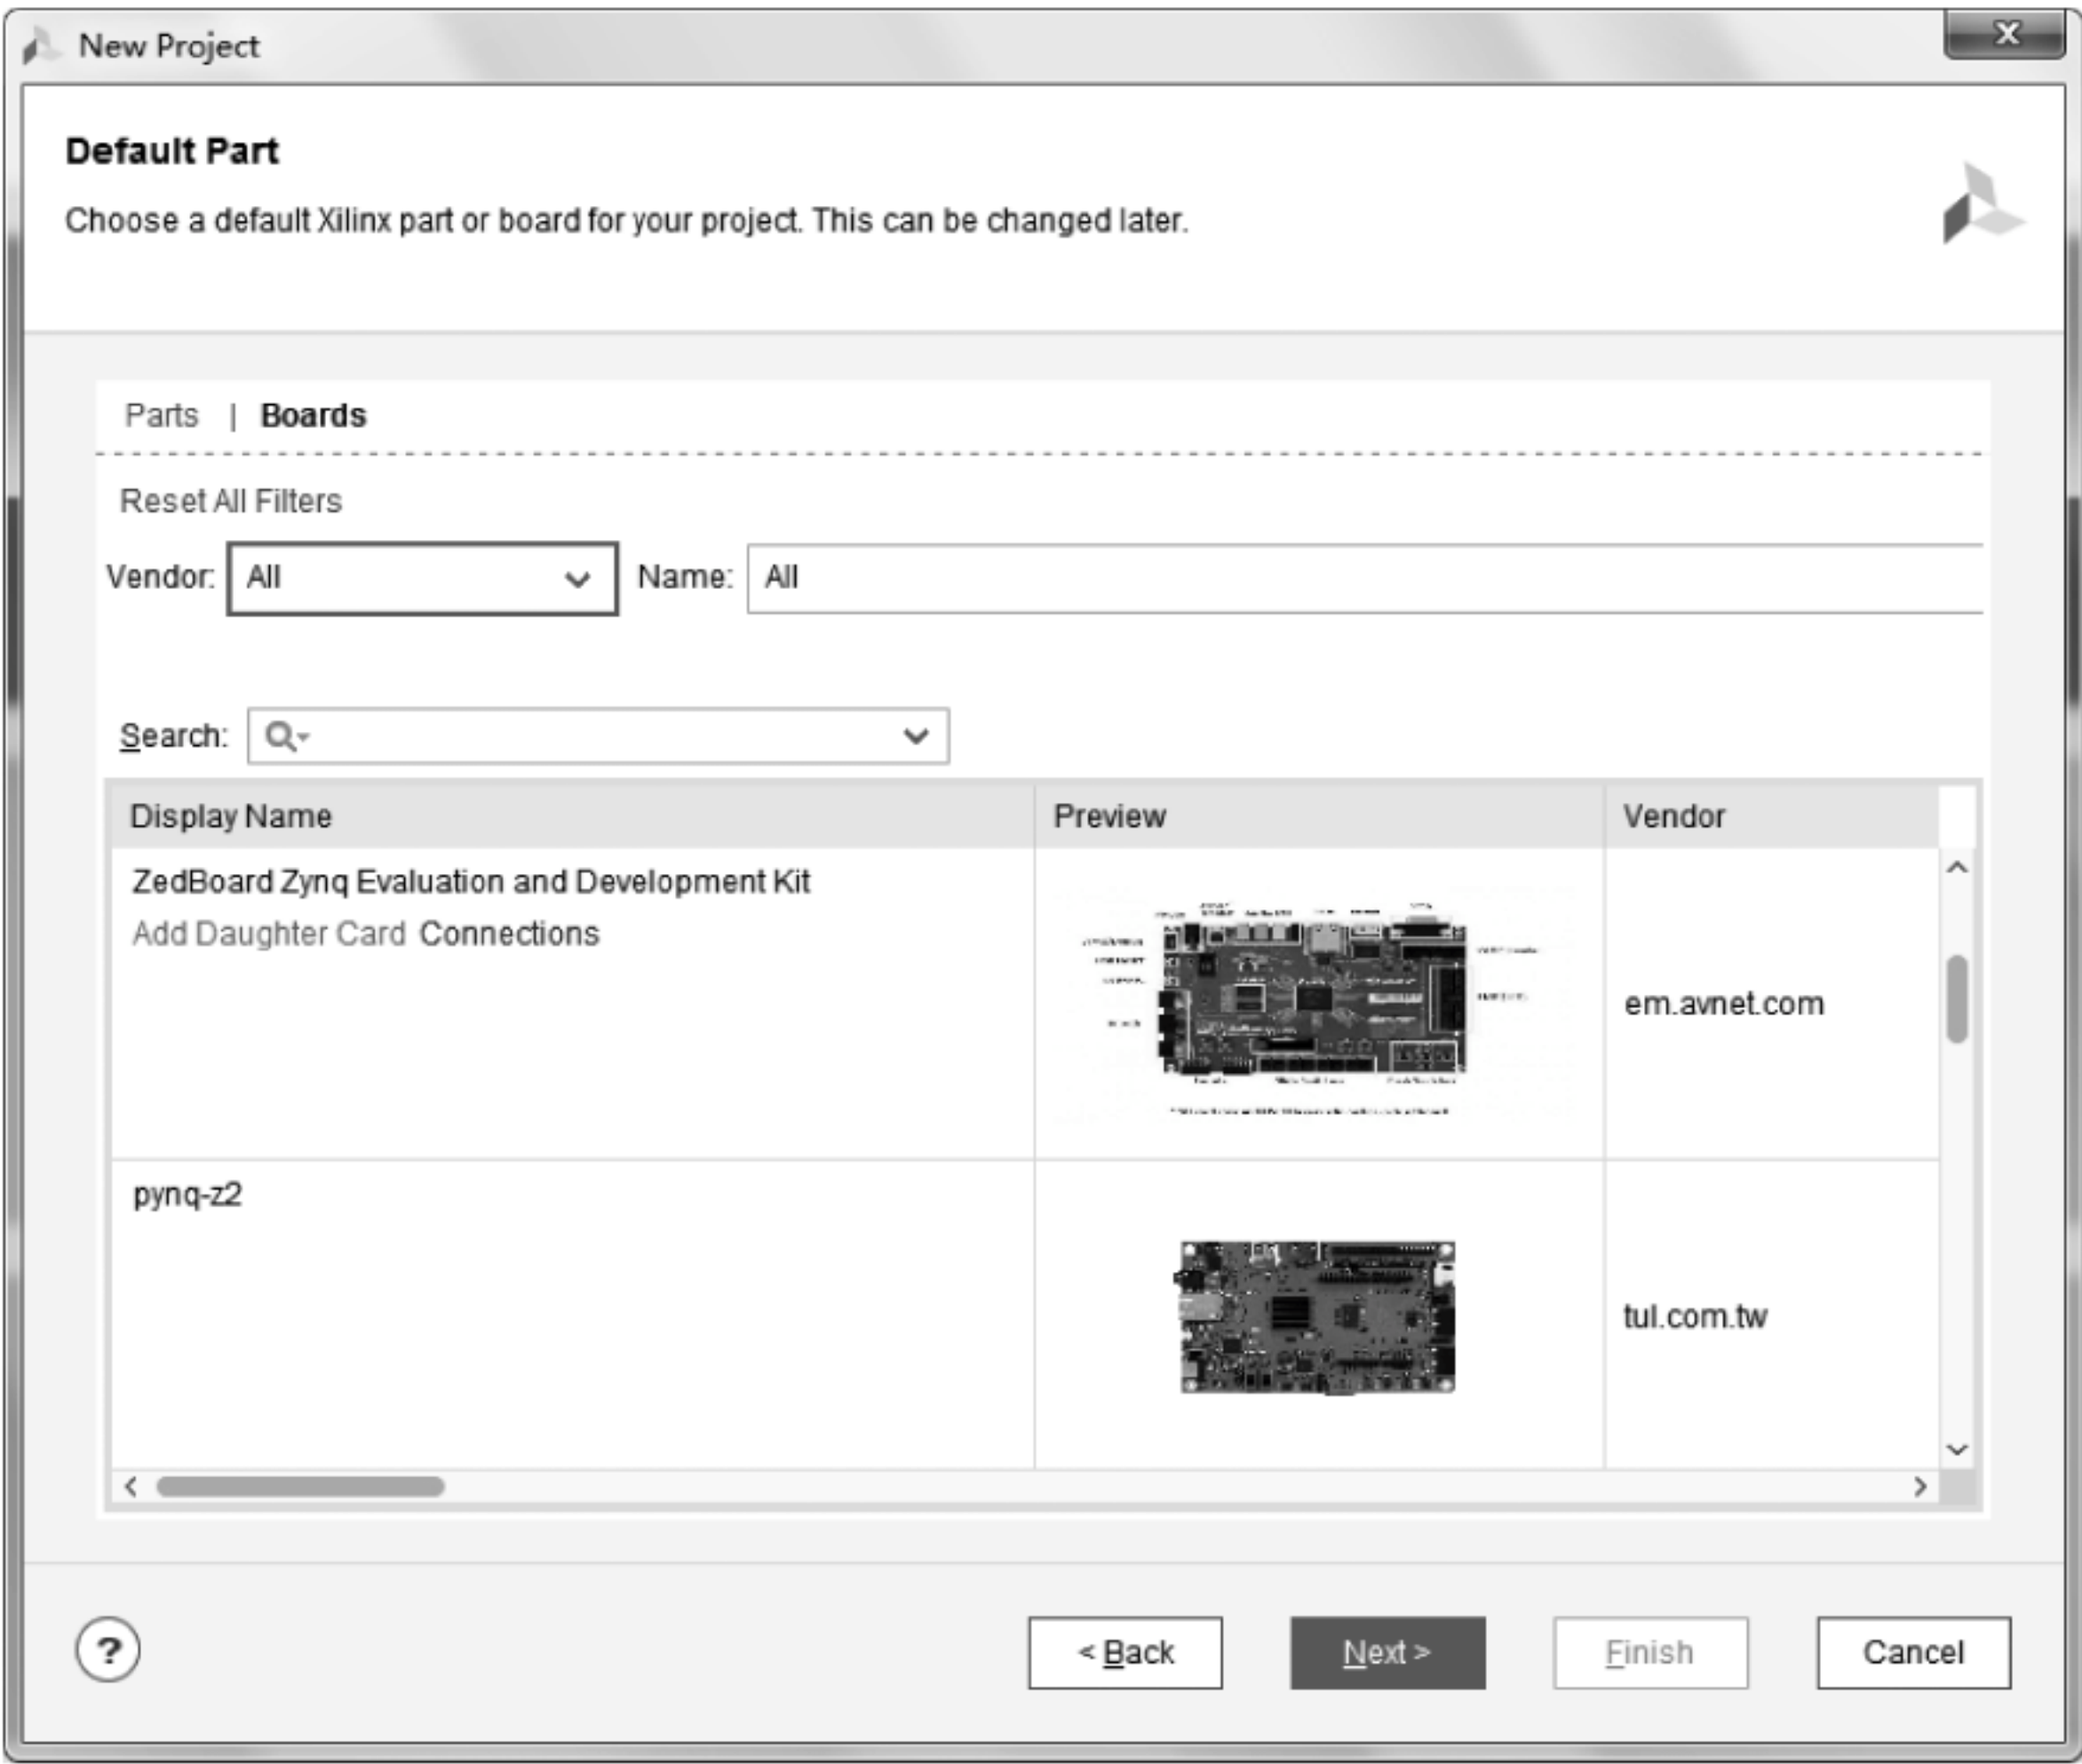 New Project
x
Default Part
Choose a default Xilinx part or board for your project. This can be changed later.
Parts | Boards
Reset All Filters
Vendor: All Name: All
Search:
Display Name Preview Vendor
ZedBoard Zynq Evaluation and Development Kit
Add Daughter Card Connections
em.avnet.com
pynq-z2
tul.com.tw
?
< Back Next > Finish Cancel